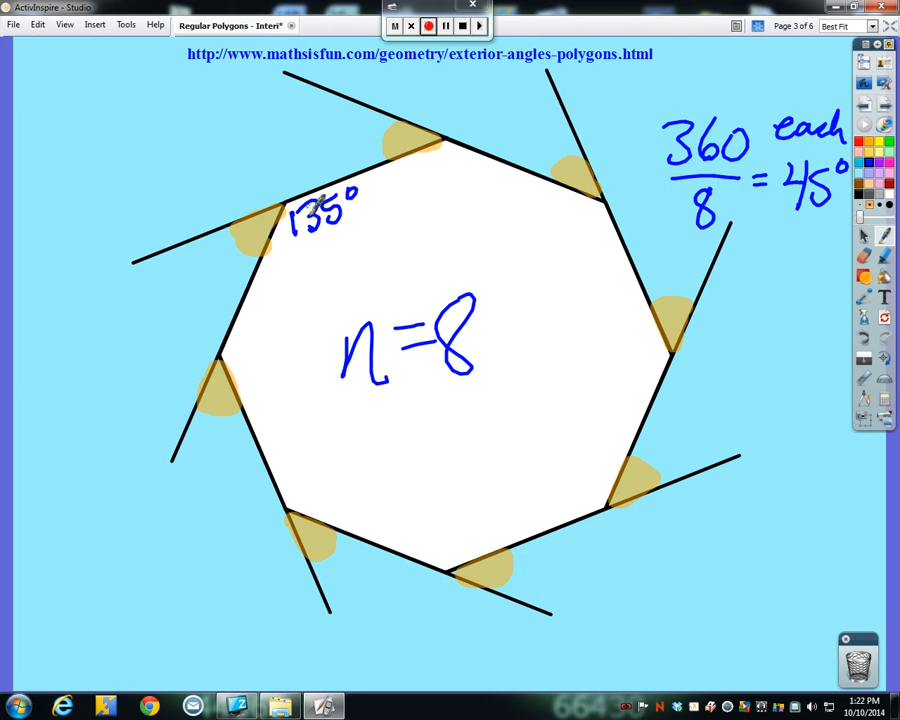 ActivInspire - Studio
File Edit View Insert Tools Help
Regular Polygons - Interi*
Page 3 of 6
Best Fit
M
http://www.mathsisfun.com/geometry/exterior-angles-polygons.html
360
8
= 45°
each
135°
n=8
T
1:22 PM
10/10/2014